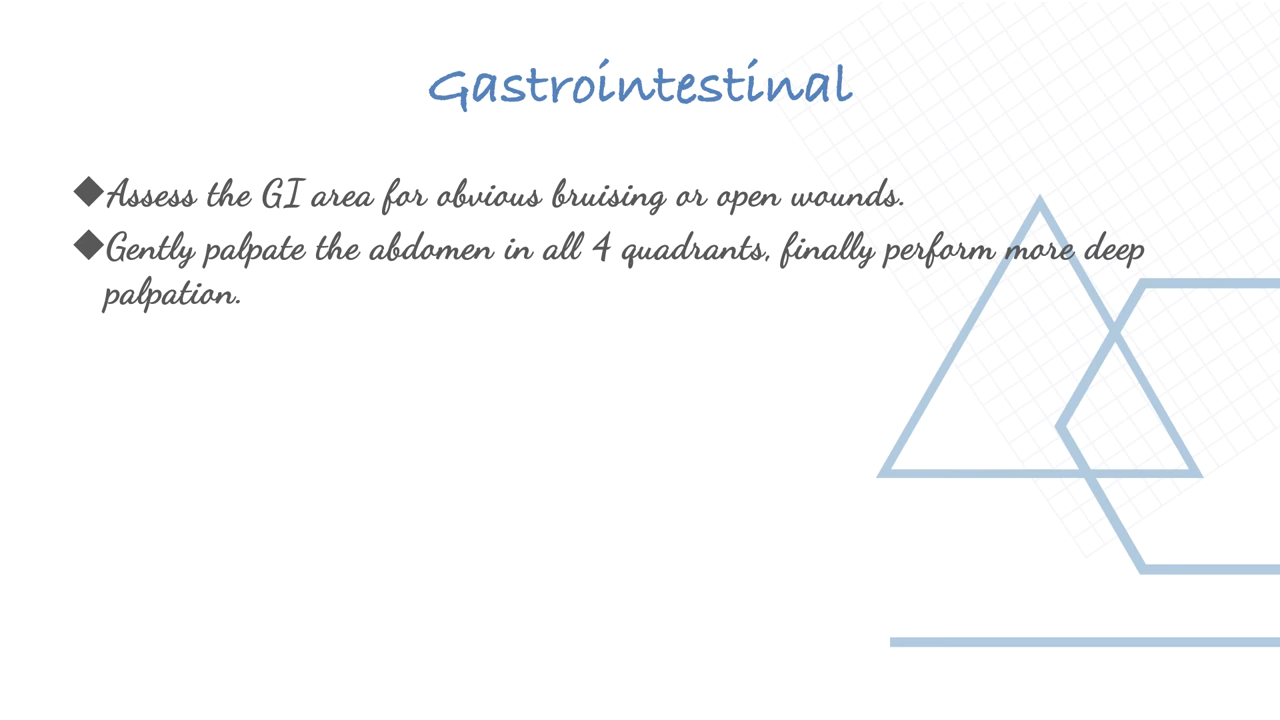 Gastrointestinal
◆Assess the GI area for obvious bruising or open wounds.
◆Gently palpate the abdomen in all 4 quadrants, finally perform more deep
palpation.